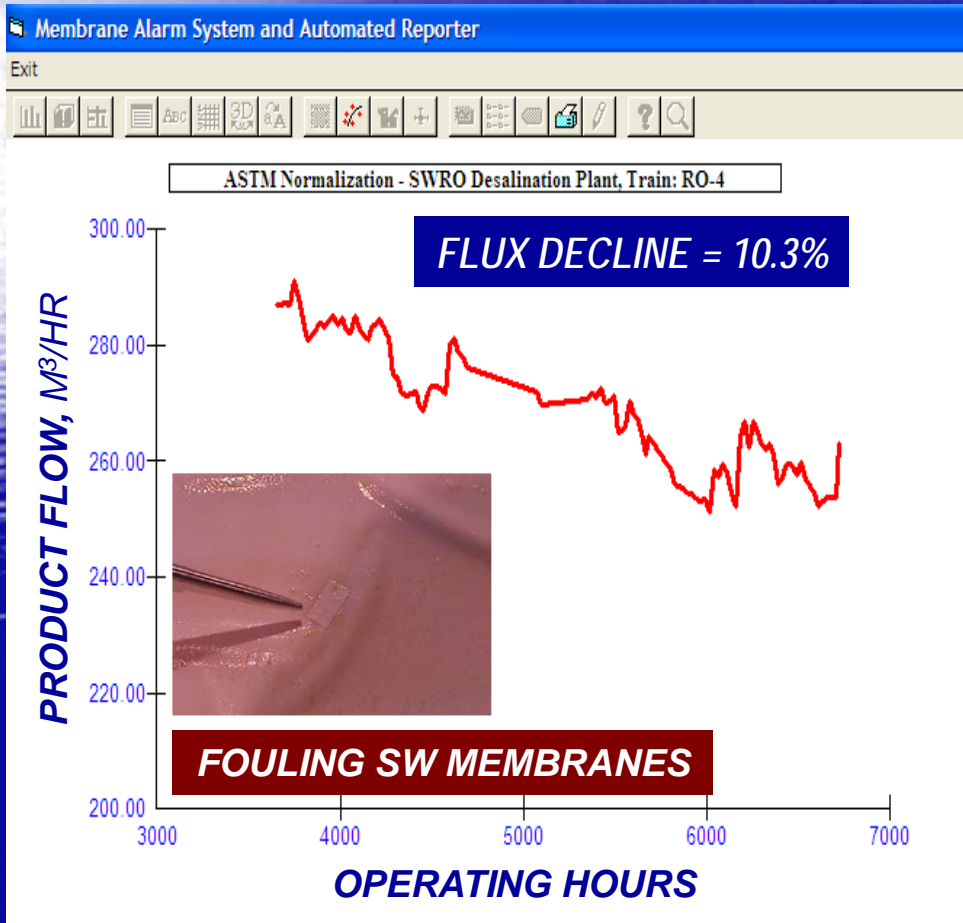 Membrane Alarm System and Automated Reporter
Exit
ABC
3D
a A
?
ASTM Normalization - SWRO Desalination Plant, Train: RO-4
FLUX DECLINE = 10.3%
PRODUCT FLOW, M³/HR
300.00
280.00
260.00
240.00
220.00
200.00
FOULING SW MEMBRANES
3000 4000 5000 6000 7000
OPERATING HOURS